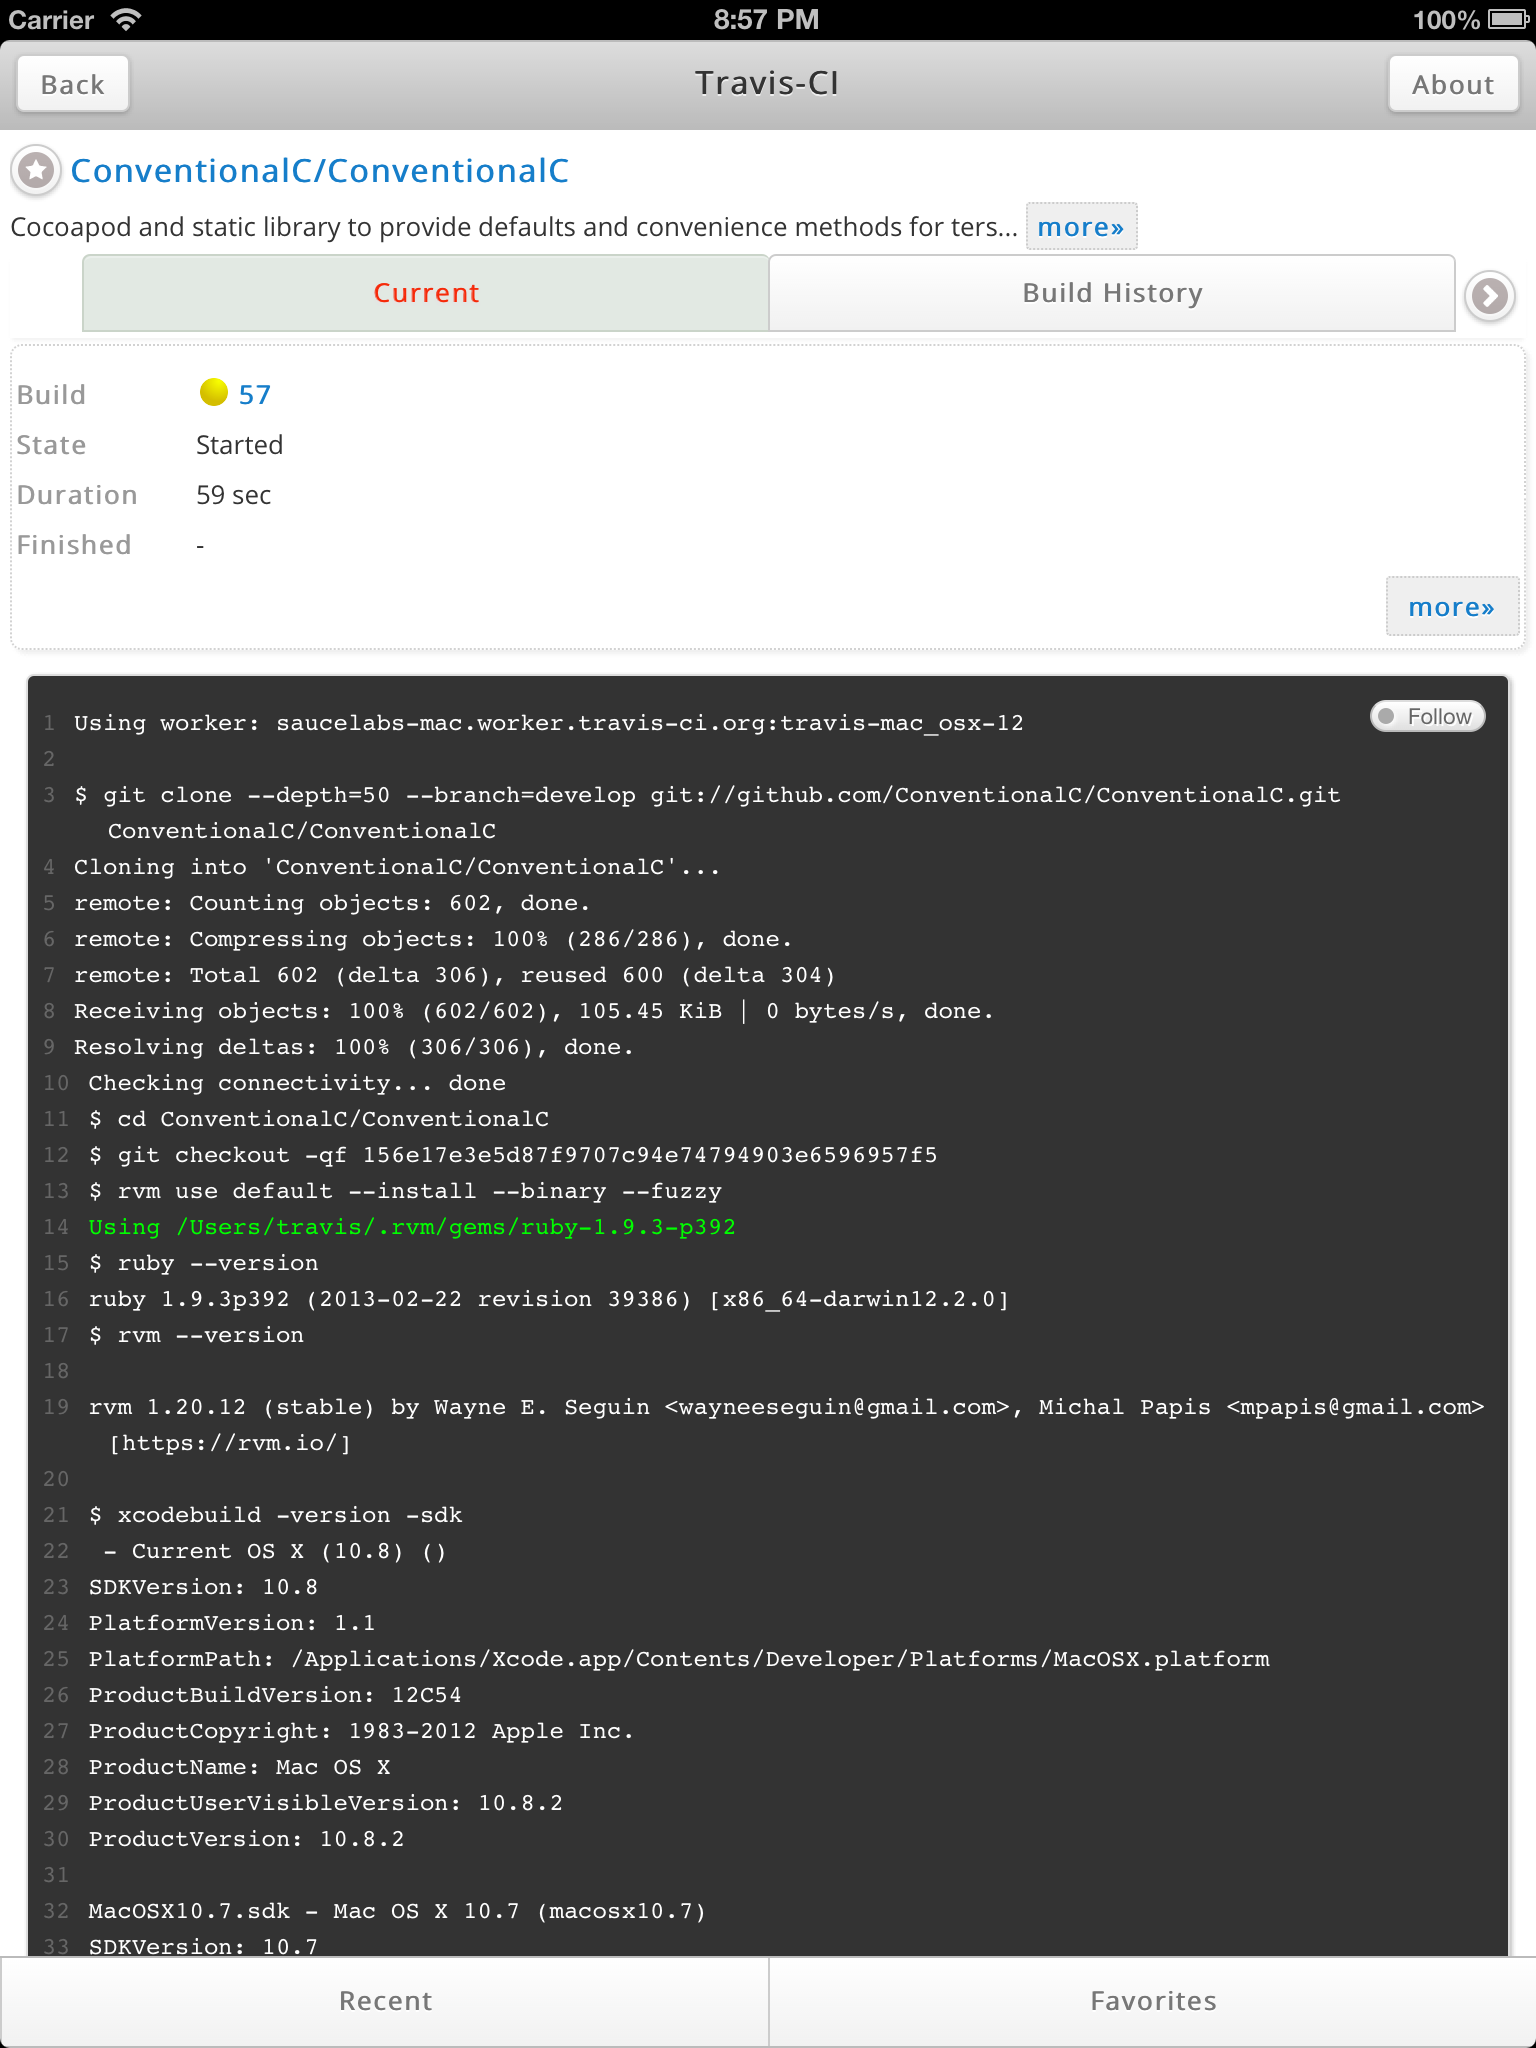 Carrier 8:57 PM 100%
Back Travis-CI About
ConventionalC/ConventionalC
Cocoapod and static library to provide defaults and convenience methods for ters... more»
Current Build History
Build 57
State Started
Duration 59 sec
Finished -
more»
Follow
1 Using worker: saucelabs-mac.worker.travis-ci.org:travis-mac_osx-12
2
3 $ git clone --depth=50 --branch=develop git://github.com/ConventionalC/ConventionalC.git
ConventionalC/ConventionalC
4 Cloning into 'ConventionalC/ConventionalC'...
5 remote: Counting objects: 602, done.
6 remote: Compressing objects: 100% (286/286), done.
7 remote: Total 602 (delta 306), reused 600 (delta 304)
8 Receiving objects: 100% (602/602), 105.45 KiB | 0 bytes/s, done.
9 Resolving deltas: 100% (306/306), done.
10 Checking connectivity... done
11 $ cd ConventionalC/ConventionalC
12 $ git checkout -qf 156e17e3e5d87f9707c94e74794903e6596957f5
13 $ rvm use default --install --binary --fuzzy
14 Using /Users/travis/.rvm/gems/ruby-1.9.3-p392
15 $ ruby --version
16 ruby 1.9.3p392 (2013-02-22 revision 39386) [x86_64-darwin12.2.0]
17 $ rvm --version
18
19 rvm 1.20.12 (stable) by Wayne E. Seguin <wayneeseguin@gmail.com>, Michal Papis <mpapis@gmail.com>
[https://rvm.io/]
20
21 $ xcodebuild -version -sdk
22 - Current OS X (10.8) ()
23 SDKVersion: 10.8
24 PlatformVersion: 1.1
25 PlatformPath: /Applications/Xcode.app/Contents/Developer/Platforms/MacOSX.platform
26 ProductBuildVersion: 12C54
27 ProductCopyright: 1983-2012 Apple Inc.
28 ProductName: Mac OS X
29 ProductUserVisibleVersion: 10.8.2
30 ProductVersion: 10.8.2
31
32 MacOSX10.7.sdk - Mac OS X 10.7 (macosx10.7)
33 SDKVersion: 10.7
Recent Favorites